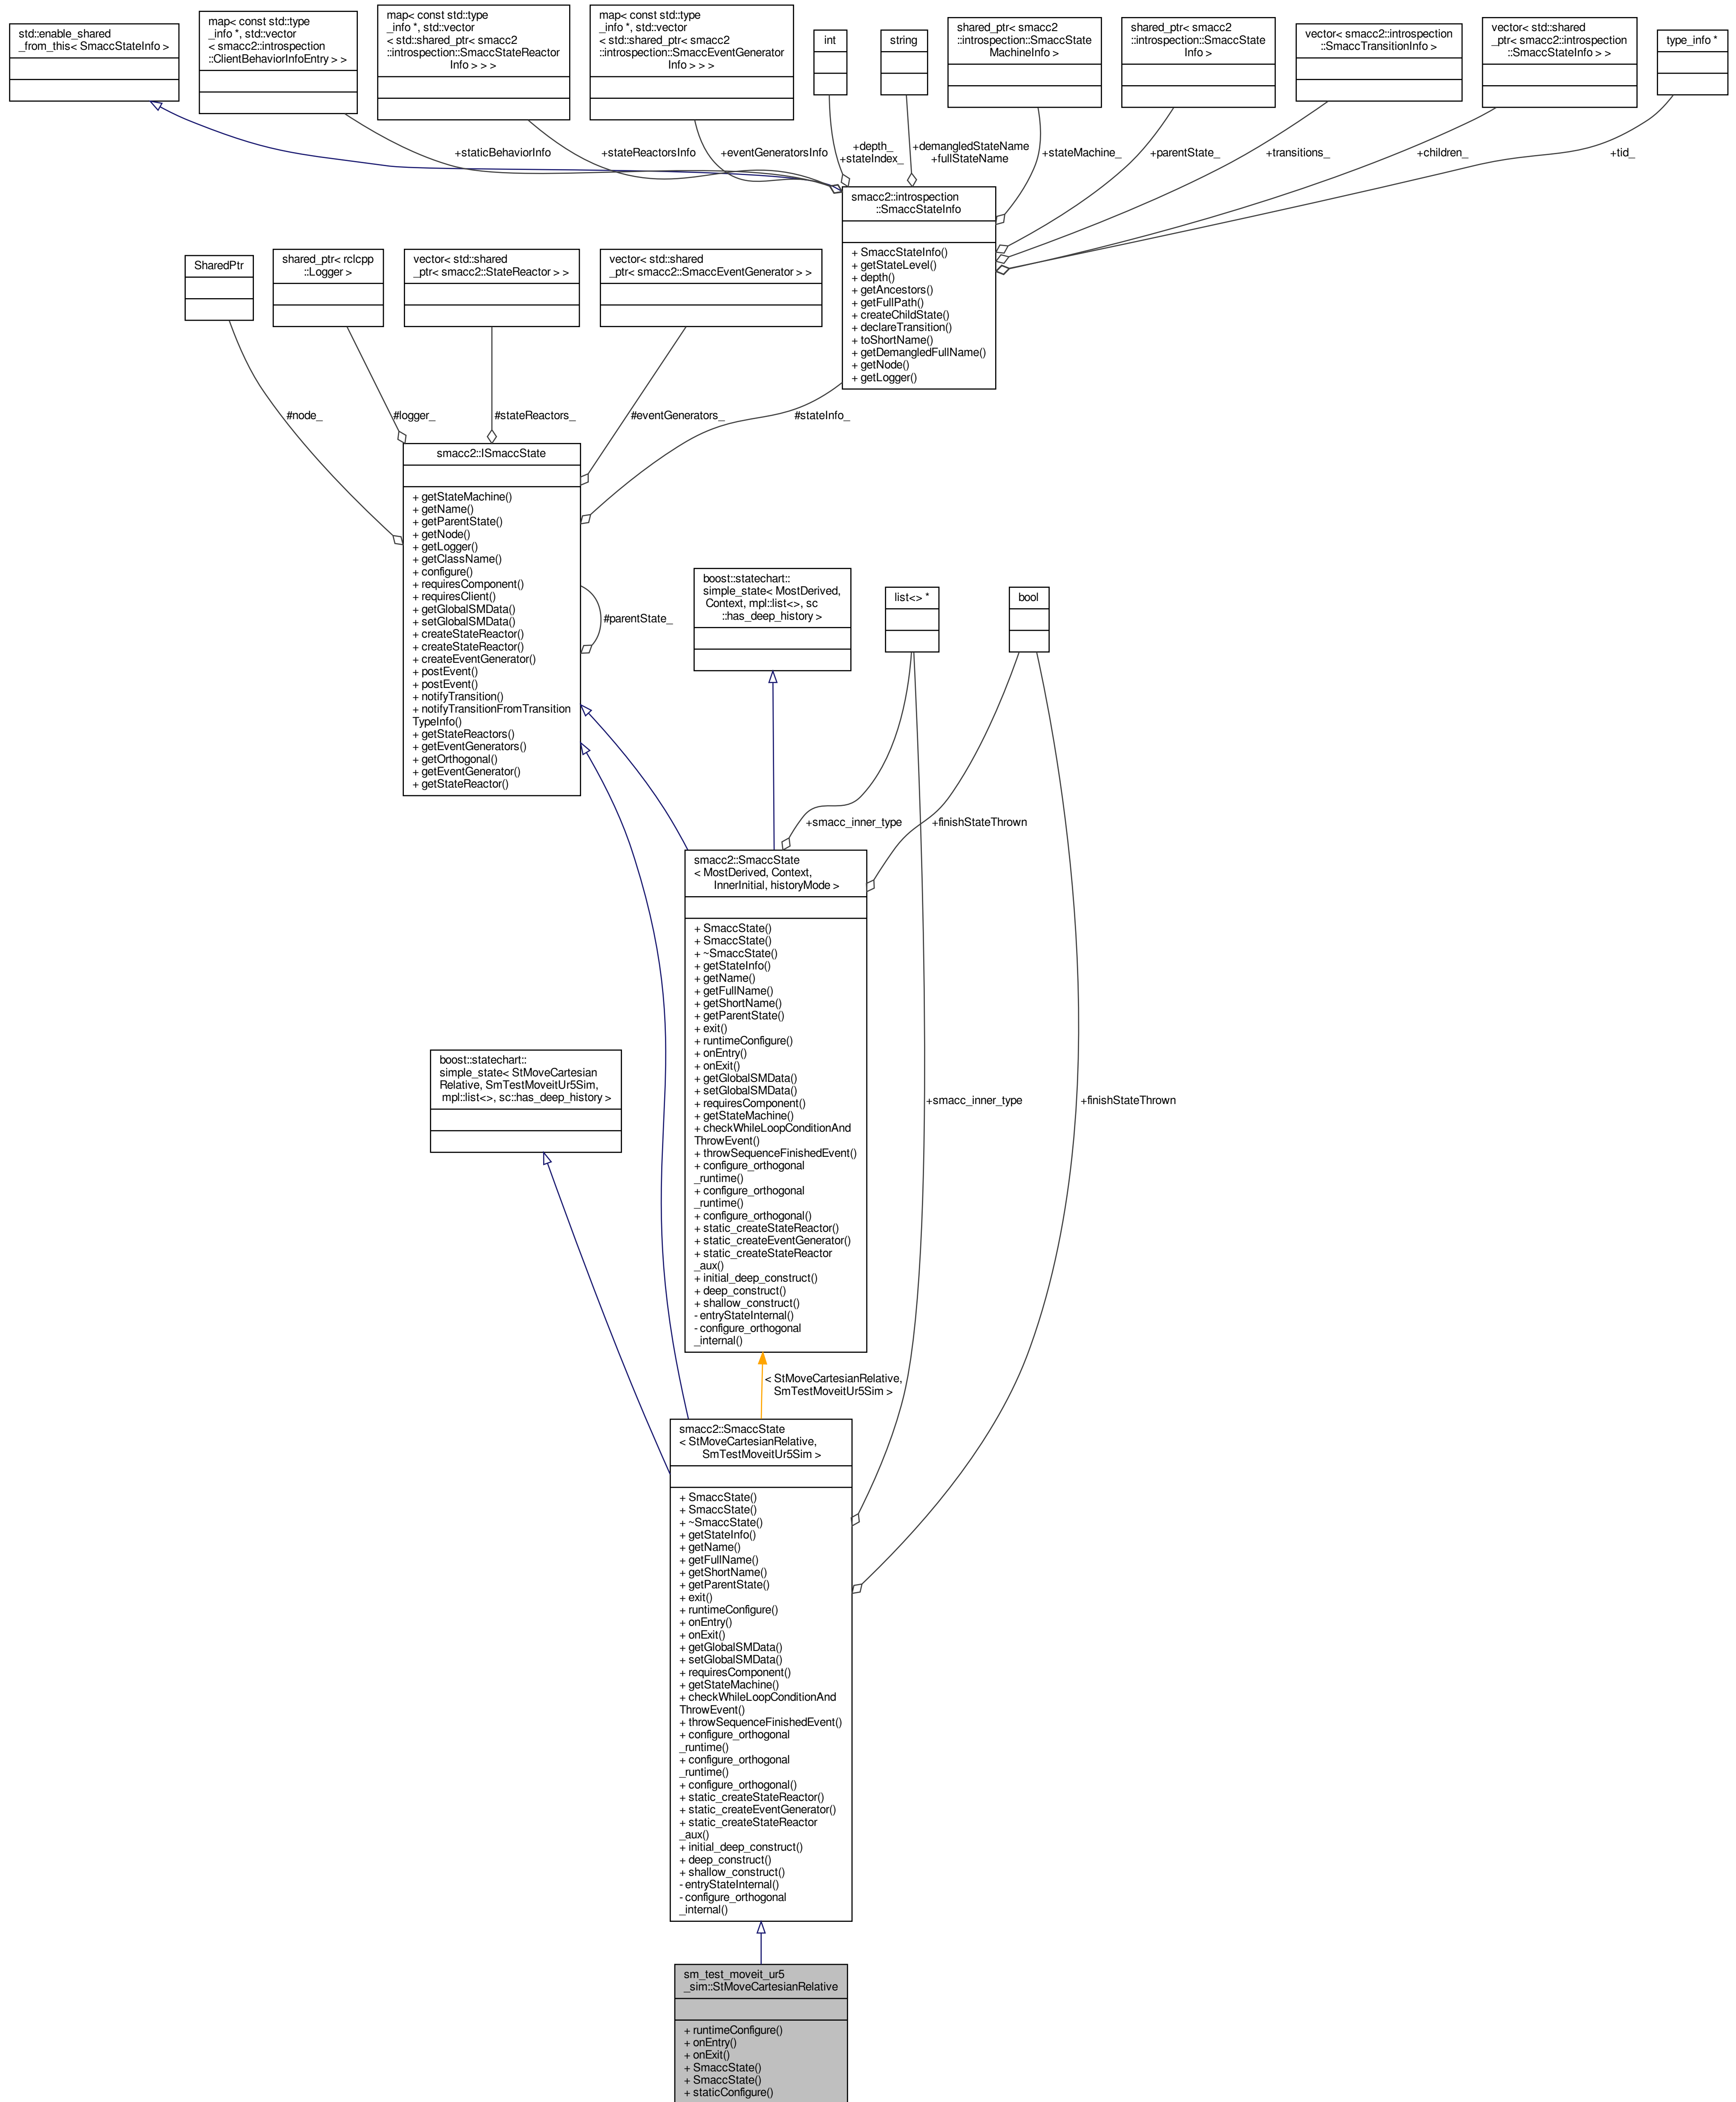 std::enable_shared
_from_this< SmaccStateInfo >
map< const std::type
_info *, std::vector
< smacc2::introspection
::ClientBehaviorInfoEntry > >
map< const std::type
_info *, std::vector
< std::shared_ptr< smacc2
::introspection::SmaccStateReactor
Info > > >
map< const std::type
_info *, std::vector
< std::shared_ptr< smacc2
::introspection::SmaccEventGenerator
Info > > >
int
string
shared_ptr< smacc2
::introspection::SmaccState
MachineInfo >
shared_ptr< smacc2
::introspection::SmaccState
Info >
vector< smacc2::introspection
::SmaccTransitionInfo >
vector< std::shared
_ptr< smacc2::introspection
::SmaccStateInfo > >
type_info *
+staticBehaviorInfo
+stateReactorsInfo
+eventGeneratorsInfo
+depth_
+stateIndex_
+demangledStateName
+fullStateName
+stateMachine_
+parentState_
+transitions_
+children_
+tid_
smacc2::introspection
::SmaccStateInfo
+ SmaccStateInfo()
+ getStateLevel()
+ depth()
+ getAncestors()
+ getFullPath()
+ createChildState()
+ declareTransition()
+ toShortName()
+ getDemangledFullName()
+ getNode()
+ getLogger()
SharedPtr
shared_ptr< rclcpp
::Logger >
vector< std::shared
_ptr< smacc2::StateReactor > >
vector< std::shared
_ptr< smacc2::SmaccEventGenerator > >
#node_
#logger_
#stateReactors_
#eventGenerators_
#stateInfo_
smacc2::ISmaccState
+ getStateMachine()
+ getName()
+ getParentState()
+ getNode()
+ getLogger()
+ getClassName()
+ configure()
+ requiresComponent()
+ requiresClient()
+ getGlobalSMData()
+ setGlobalSMData()
+ createStateReactor()
+ createStateReactor()
+ createEventGenerator()
+ postEvent()
+ postEvent()
+ notifyTransition()
+ notifyTransitionFromTransition
TypeInfo()
+ getStateReactors()
+ getEventGenerators()
+ getOrthogonal()
+ getEventGenerator()
+ getStateReactor()
#parentState_
boost::statechart::
simple_state< MostDerived,
Context, mpl::list<>, sc
::has_deep_history >
list<> *
bool
+smacc_inner_type
+finishStateThrown
smacc2::SmaccState
< MostDerived, Context,
InnerInitial, historyMode >
+ SmaccState()
+ SmaccState()
+ ~SmaccState()
+ getStateInfo()
+ getName()
+ getFullName()
+ getShortName()
+ getParentState()
+ exit()
+ runtimeConfigure()
+ onEntry()
+ onExit()
+ getGlobalSMData()
+ setGlobalSMData()
+ requiresComponent()
+ getStateMachine()
+ checkWhileLoopConditionAnd
ThrowEvent()
+ throwSequenceFinishedEvent()
+ configure_orthogonal
_runtime()
+ configure_orthogonal
_runtime()
+ configure_orthogonal()
+ static_createStateReactor()
+ static_createEventGenerator()
+ static_createStateReactor
_aux()
+ initial_deep_construct()
+ deep_construct()
+ shallow_construct()
- entryStateInternal()
- configure_orthogonal
_internal()
boost::statechart::
simple_state< StMoveCartesian
Relative, SmTestMoveitUr5Sim,
mpl::list<>, sc::has_deep_history >
+smacc_inner_type
+finishStateThrown
< StMoveCartesianRelative,
SmTestMoveitUr5Sim >
smacc2::SmaccState
< StMoveCartesianRelative,
SmTestMoveitUr5Sim >
+ SmaccState()
+ SmaccState()
+ ~SmaccState()
+ getStateInfo()
+ getName()
+ getFullName()
+ getShortName()
+ getParentState()
+ exit()
+ runtimeConfigure()
+ onEntry()
+ onExit()
+ getGlobalSMData()
+ setGlobalSMData()
+ requiresComponent()
+ getStateMachine()
+ checkWhileLoopConditionAnd
ThrowEvent()
+ throwSequenceFinishedEvent()
+ configure_orthogonal
_runtime()
+ configure_orthogonal
_runtime()
+ configure_orthogonal()
+ static_createStateReactor()
+ static_createEventGenerator()
+ static_createStateReactor
_aux()
+ initial_deep_construct()
+ deep_construct()
+ shallow_construct()
- entryStateInternal()
- configure_orthogonal
_internal()
sm_test_moveit_ur5
_sim::StMoveCartesianRelative
+ runtimeConfigure()
+ onEntry()
+ onExit()
+ SmaccState()
+ SmaccState()
+ staticConfigure()